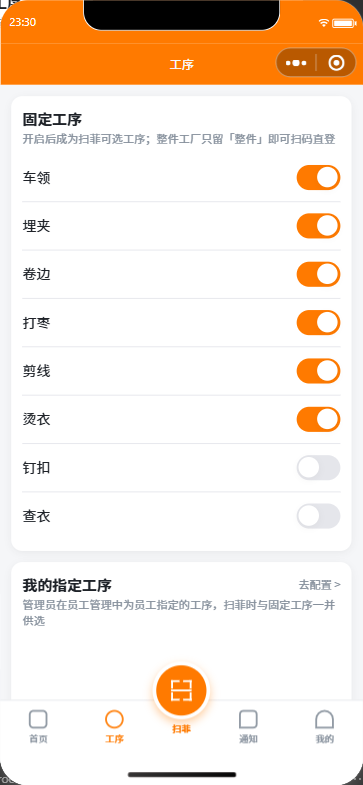 23:30
工序
固定工序
开启后成为扫菲可选工序；整件工厂只留「整件」即可扫码直登
车领
埋夹
卷边
打枣
剪线
烫衣
钉扣
查衣
我的指定工序
去配置 >
管理员在员工管理中为员工指定的工序，扫菲时与固定工序一并
供选
首页
工序
扫菲
通知
我的